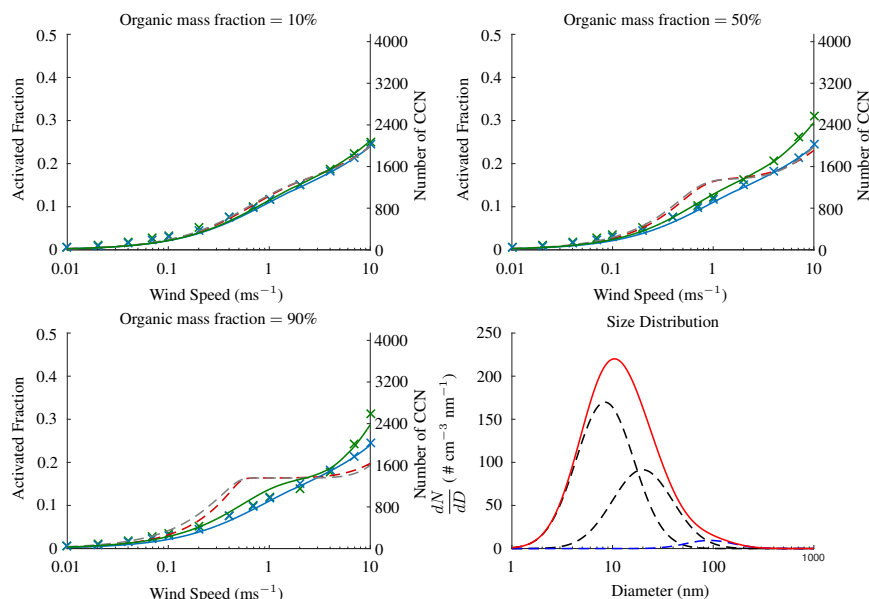 Organic mass fraction = 10%
0.5
0.4
0.3
0.2
0.1
0
Activated Fraction
4000
3200
2400
1600
800
0
Number of CCN
0.01 0.1 1 10
Wind Speed (ms⁻¹)
Organic mass fraction = 50%
0.5
0.4
0.3
0.2
0.1
0
Activated Fraction
4000
3200
2400
1600
800
0
Number of CCN
0.01 0.1 1 10
Wind Speed (ms⁻¹)
Organic mass fraction = 90%
0.5
0.4
0.3
0.2
0.1
0
Activated Fraction
4000
3200
2400
1600
800
0
Number of CCN
0.01 0.1 1 10
Wind Speed (ms⁻¹)
Size Distribution
250
200
150
100
50
0
dN/dD ( # cm⁻³ nm⁻¹)
1 10 100 1000
Diameter (nm)